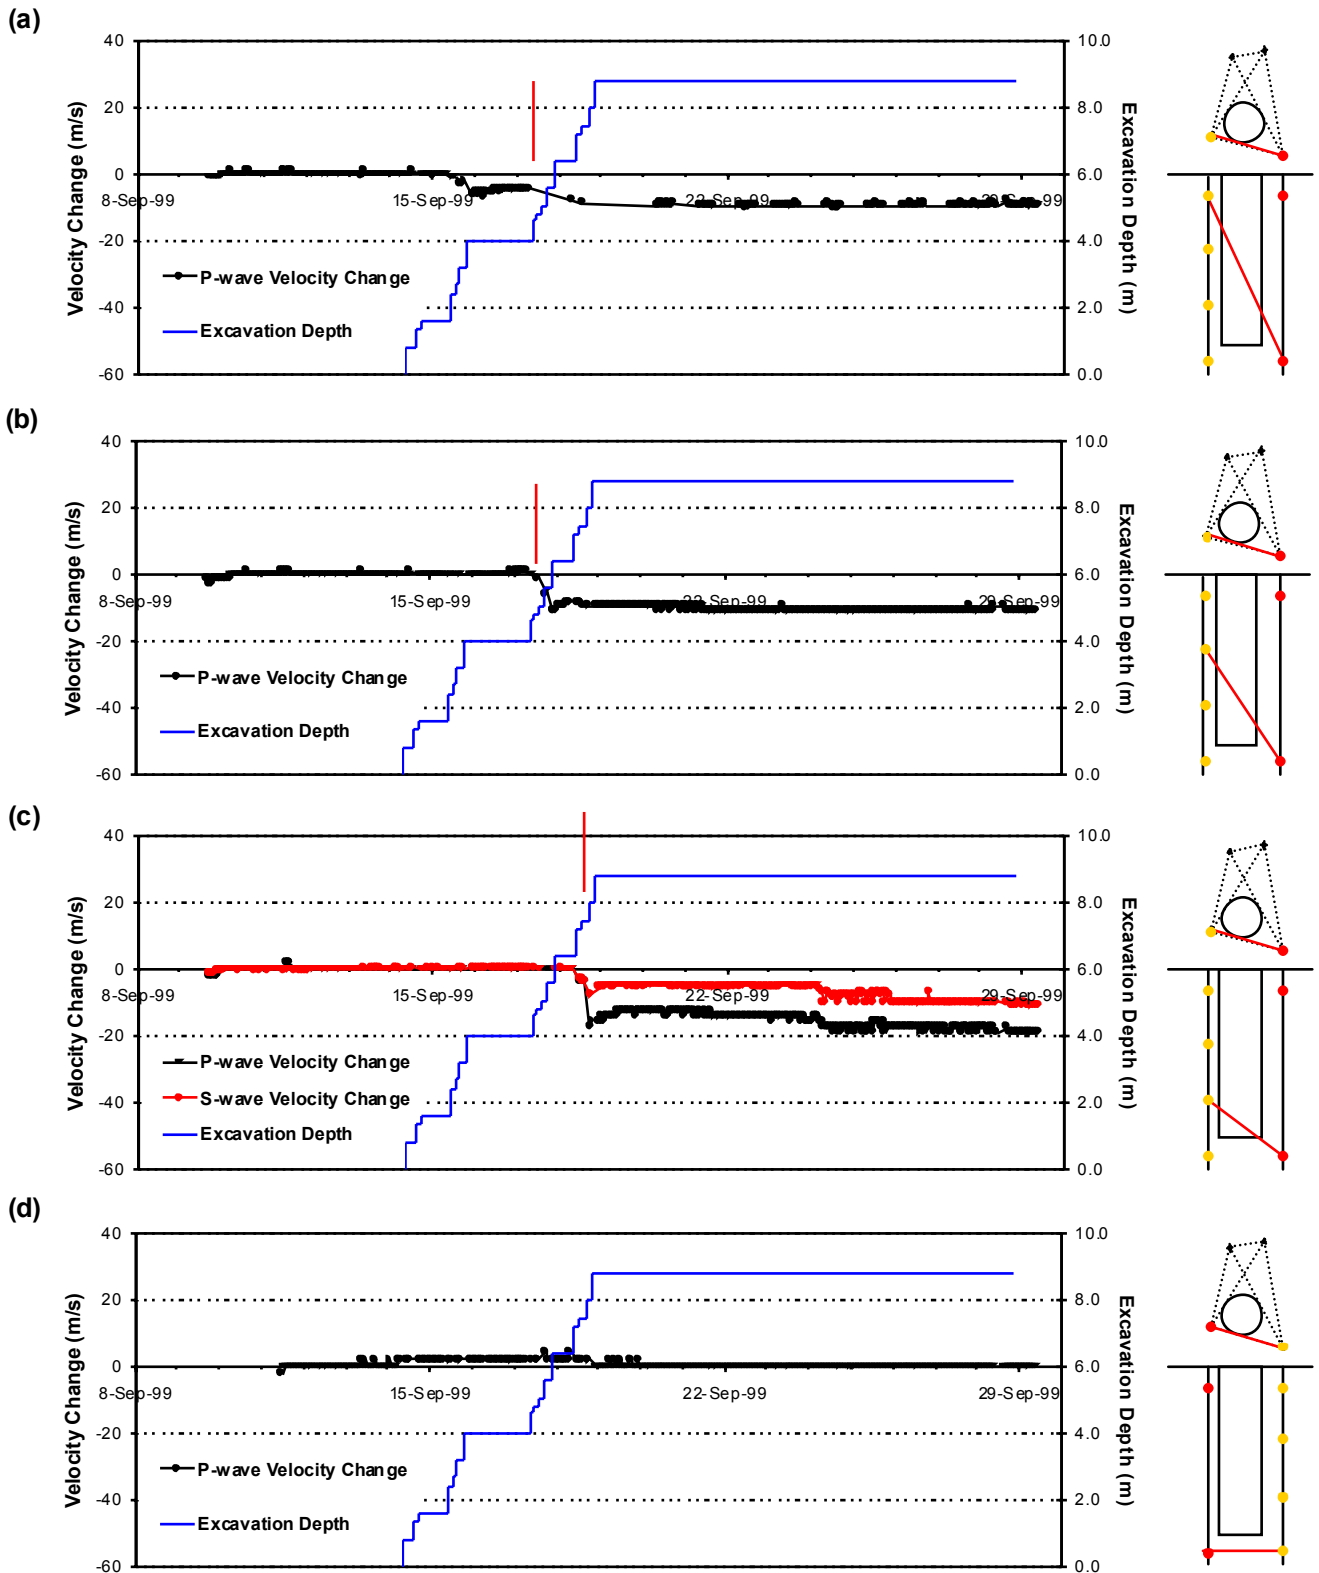 (a)
40
10.0
20
8.0
0
6.0
8-Sep-99
15-Sep-99
22-Sep-99
29-Sep-99
-20
4.0
P-wave Velocity Change
-40
2.0
Excavation Depth
-60
0.0
Velocity Change (m/s)
Excavation Depth (m)
(b)
40
10.0
20
8.0
0
6.0
8-Sep-99
15-Sep-99
22-Sep-99
29-Sep-99
-20
4.0
P-wave Velocity Change
-40
2.0
Excavation Depth
-60
0.0
Velocity Change (m/s)
Excavation Depth (m)
(c)
40
10.0
20
8.0
0
6.0
8-Sep-99
15-Sep-99
22-Sep-99
29-Sep-99
-20
4.0
P-wave Velocity Change
-40
2.0
S-wave Velocity Change
Excavation Depth
-60
0.0
Velocity Change (m/s)
Excavation Depth (m)
(d)
40
10.0
20
8.0
0
6.0
8-Sep-99
15-Sep-99
22-Sep-99
29-Sep-99
-20
4.0
P-wave Velocity Change
-40
2.0
Excavation Depth
-60
0.0
Velocity Change (m/s)
Excavation Depth (m)